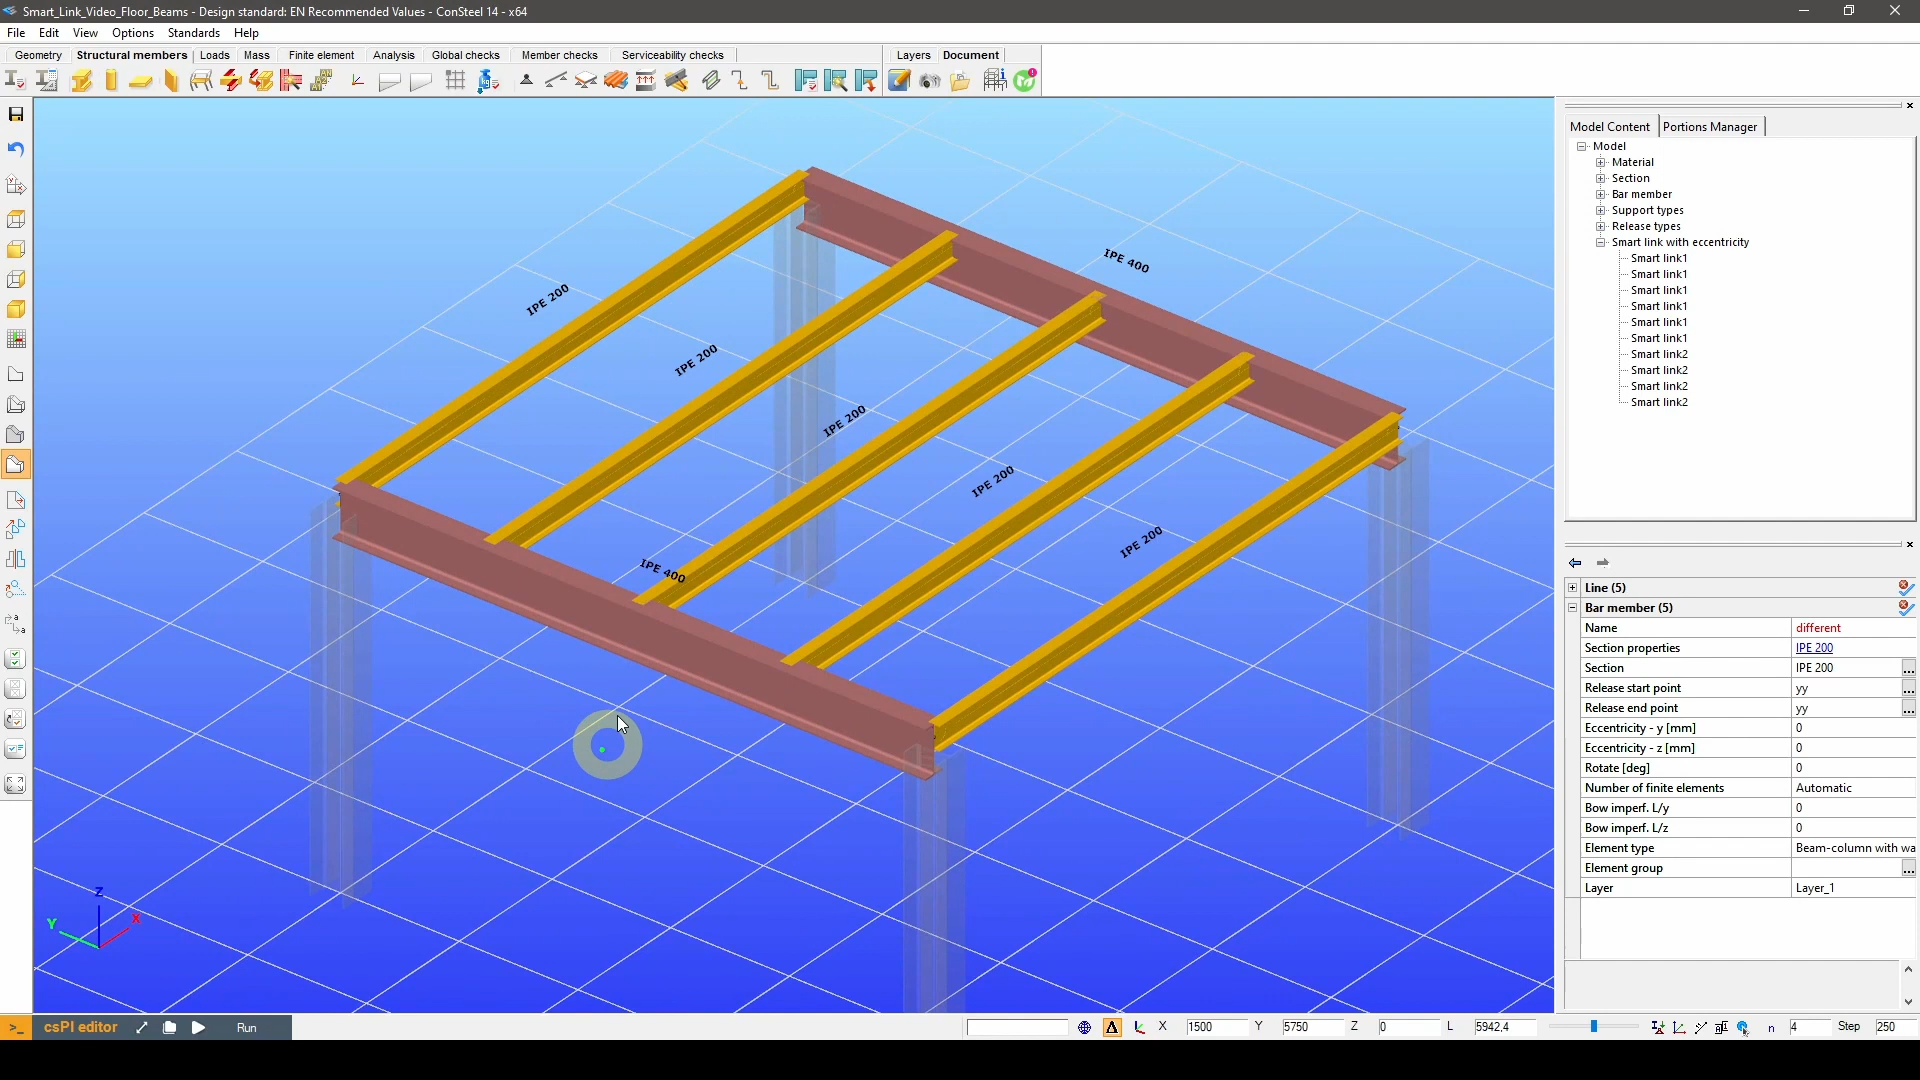 Smart_Link_Video_Floor_Beams - Design standard: EN Recommended Values - ConSteel 14 - x64
File Edit View Options Standards Help
Geometry Structural members Loads Mass Finite element Analysis Global checks Member checks Serviceability checks Layers Document
Model Content Portions Manager
Model
Material
Section
Bar member
Support types
Release types
Smart link with eccentricity
Smart link1
Smart link1
Smart link1
Smart link1
Smart link1
Smart link1
Smart link2
Smart link2
Smart link2
Smart link2
IPE 400
IPE 200
IPE 200
IPE 200
IPE 200
IPE 200
IPE 400
Z
Y X
Line (5)
Bar member (5)
Name different
Section properties IPE 200
Section IPE 200 ...
Release start point yy ...
Release end point yy ...
Eccentricity - y [mm] 0
Eccentricity - z [mm] 0
Rotate [deg] 0
Number of finite elements Automatic
Bow imperf. L/y 0
Bow imperf. L/z 0
Element type Beam-column with wa
Element group ...
Layer Layer_1
>_ csPI editor Run X 1500 Y 5750 Z 0 L 5942,4 n 4 Step 250